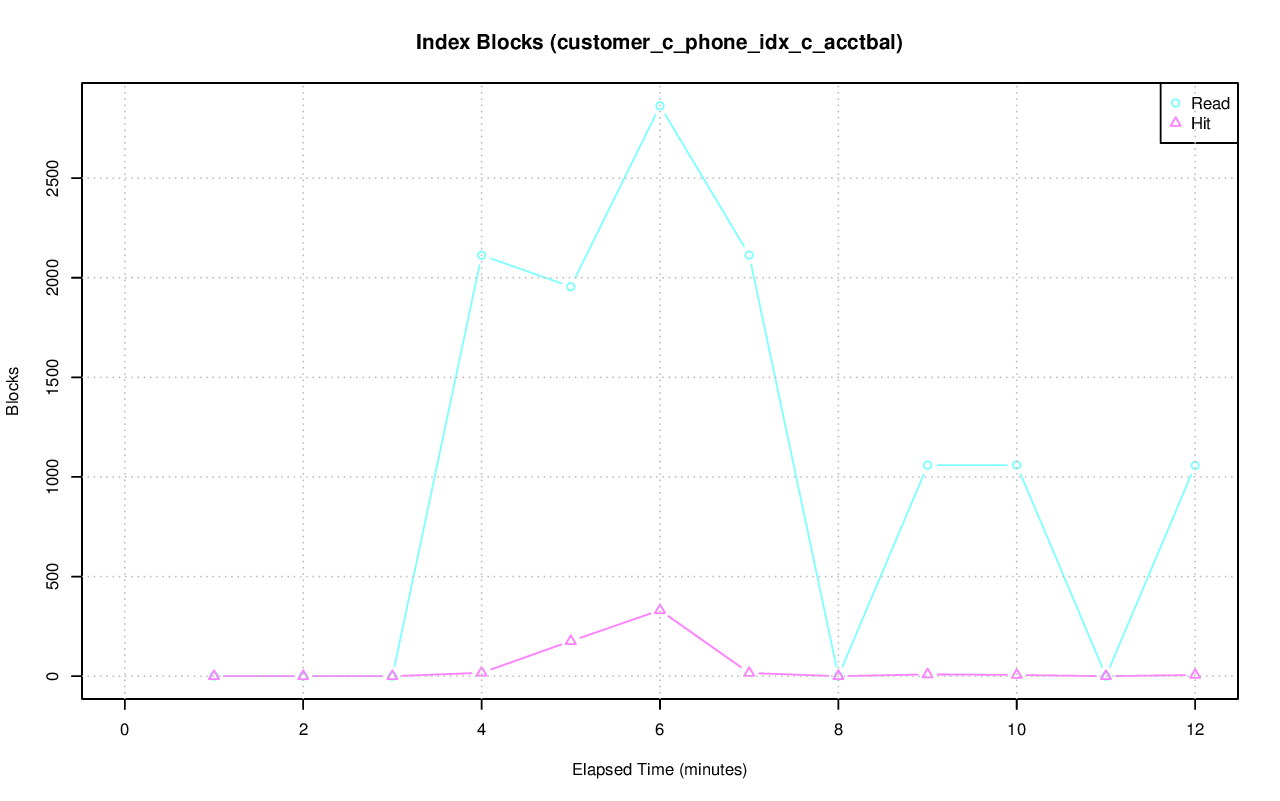 Index Blocks (customer_c_phone_idx_c_acctbal)
Read
Hit
2500
2000
1500
1000
500
0
Blocks
0 2 4 6 8 10 12
Elapsed Time (minutes)